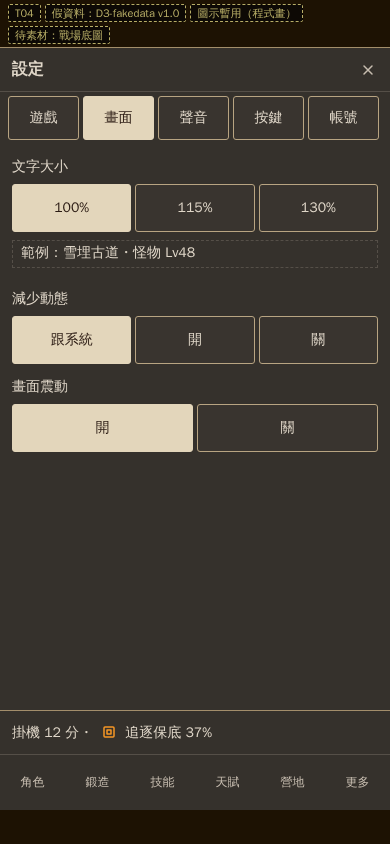 T04 假資料：D3-fakedata v1.0 圖示暫用（程式畫）
待素材：戰場底圖
設定 ×
遊戲 畫面 聲音 按鍵 帳號
文字大小
100% 115% 130%
範例：雪埋古道・怪物 Lv48
減少動態
跟系統 開 關
畫面震動
開 關
掛機 12 分・ 追逐保底 37%
角色 鍛造 技能 天賦 營地 更多